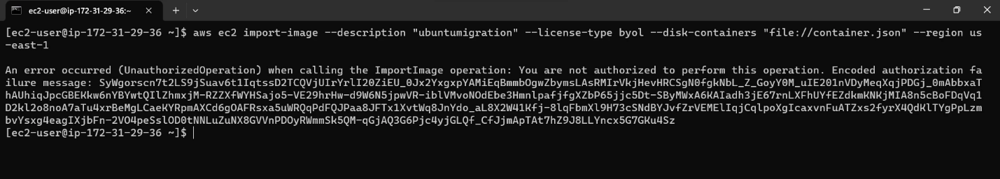 ec2-user@ip-172-31-29-36:~
[ec2-user@ip-172-31-29-36 ~]$ aws ec2 import-image --description "ubuntumigration" --license-type byol --disk-containers "file://container.json" --region us
-east-1
An error occurred (UnauthorizedOperation) when calling the ImportImage operation: You are not authorized to perform this operation. Encoded authorization fa
ilure message: SyWgorscn7t2LS9jSuav6t1IqtssD2TCQVjUIrYrlI20ZiEU_0Jx2YxgxpYAMiEqBmmbOgwZbymsLAsRMIrVkjHevHRCSgN0fgkNbL_Z_GoyY0M_uIE201nVDyMeqXqjPDGj_0mAbbxaT
hAUhiqJpcGBEKkw6nYBYwtQIlZhmxjM-RZZXfWYHSajo5-VE29hrHw-d9W6N5jpwVR-iblVMvoNOdEbe3HmnlpafjfgXZbP65jjc5Dt-SByMWxA6KAIadh3jE67rnLXFhUYfEZdkmKNKjMIA8n5cBoFDqVq1
D2kl2o8noA7aTu4xrBeMgLCaeKYRpmAXCd6gOAFRsxa5uWRQqPdFQJPaa8JFTx1XvtWq8JnYdo_aL8X2W41Kfj-8lqFbmXl9H73cSNdBYJvfZrVEMElIqjCqlpoXgIcaxvnFuATZxs2fyrX4QdKlTYgPpLzm
bvYsxg4eagIXjbFn-2VO4peSslOD0tNNLuZuNX8GVVnPDOyRWmmSk5QM-qGjAQ3G6Pjc4yjGLQf_CfJjmApTAt7hZ9J8LLYncx5G7GKu4Sz
[ec2-user@ip-172-31-29-36 ~]$